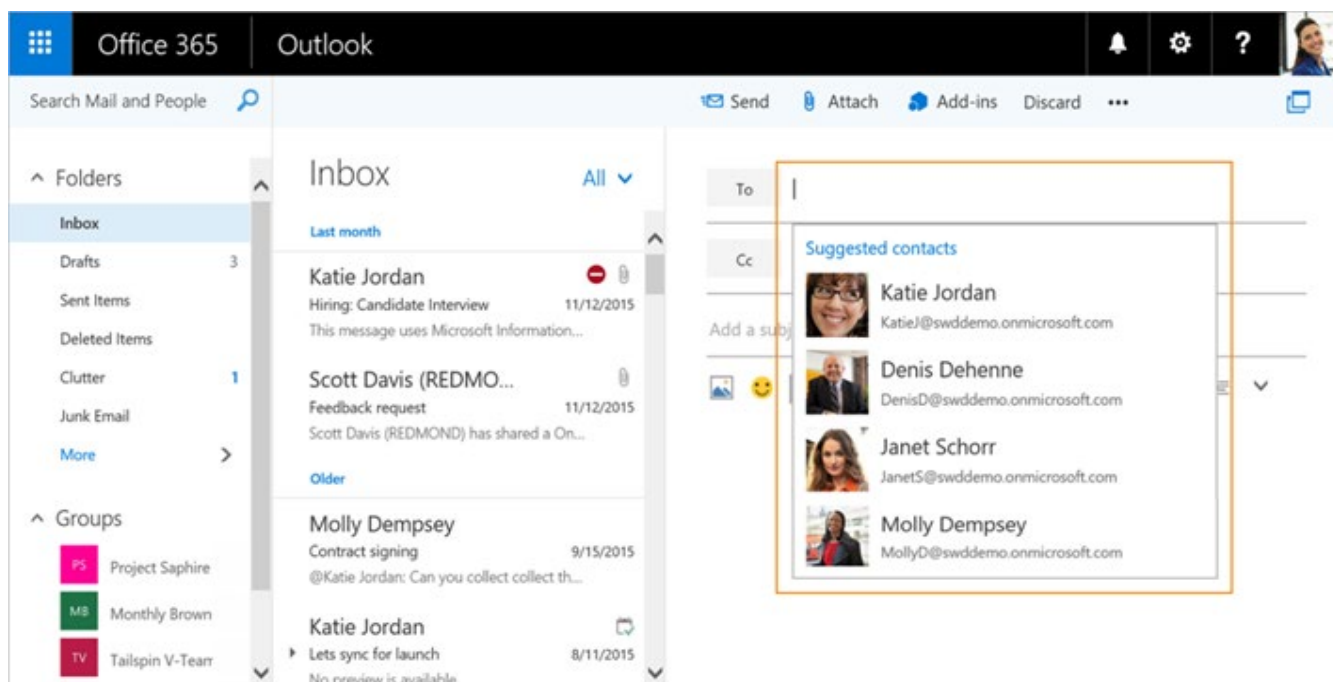 Office 365
Outlook
Search Mail and People
Send
Attach
Add-ins
Discard
Folders
Inbox
Drafts
3
Sent Items
Deleted Items
Clutter
1
Junk Email
More
Groups
PS
Project Saphire
MB
Monthly Brown
TV
Tailspin V-Team
Inbox
All
Last month
Katie Jordan
Hiring: Candidate Interview
11/12/2015
This message uses Microsoft Information...
Scott Davis (REDMO...
Feedback request
11/12/2015
Scott Davis (REDMOND) has shared a On...
Older
Molly Dempsey
Contract signing
9/15/2015
@Katie Jordan: Can you collect collect th...
Katie Jordan
Lets sync for launch
8/11/2015
No preview is available.
To
Cc
Add a subj
Suggested contacts
Katie Jordan
KatieJ@swddemo.onmicrosoft.com
Denis Dehenne
DenisD@swddemo.onmicrosoft.com
Janet Schorr
JanetS@swddemo.onmicrosoft.com
Molly Dempsey
MollyD@swddemo.onmicrosoft.com